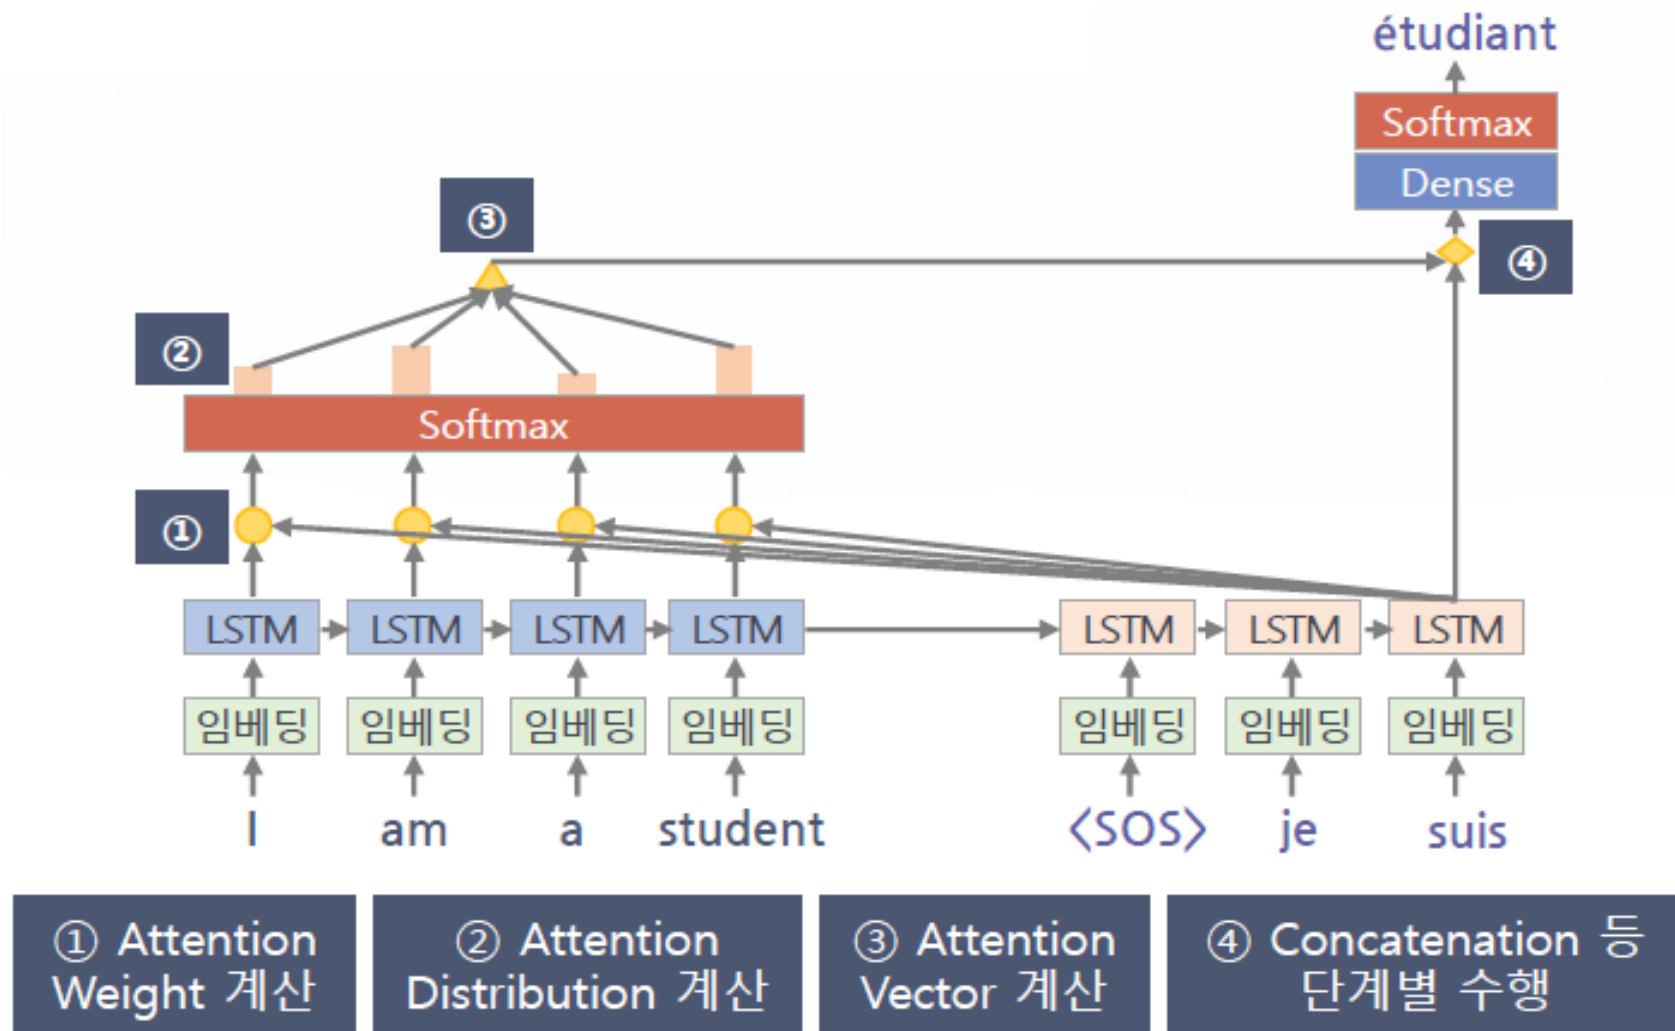 étudiant
Softmax
Dense
③
④
②
Softmax
①
LSTM LSTM LSTM LSTM LSTM LSTM LSTM
임베딩 임베딩 임베딩 임베딩 임베딩 임베딩 임베딩
I am a student <SOS> je suis
① Attention
Weight 계산
② Attention
Distribution 계산
③ Attention
Vector 계산
④ Concatenation 등
단계별 수행